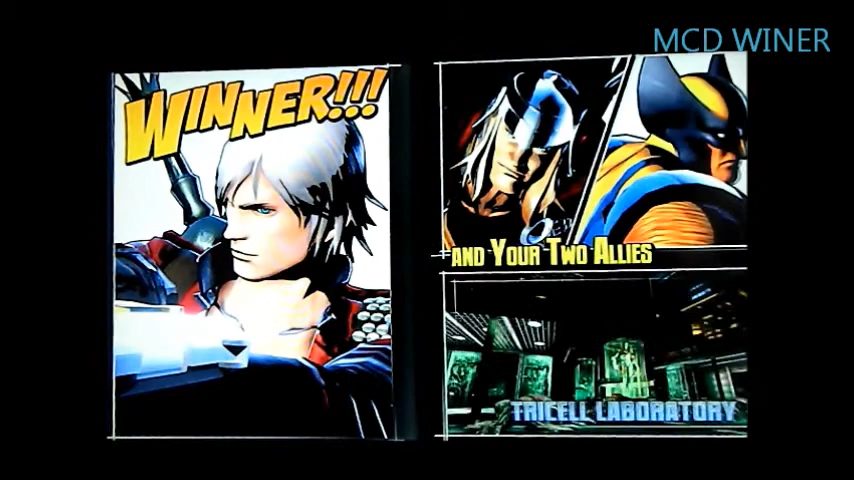 MCD WINER
WINNER!!!
AND YOUR TWO ALLIES
TRICELL LABORATORY